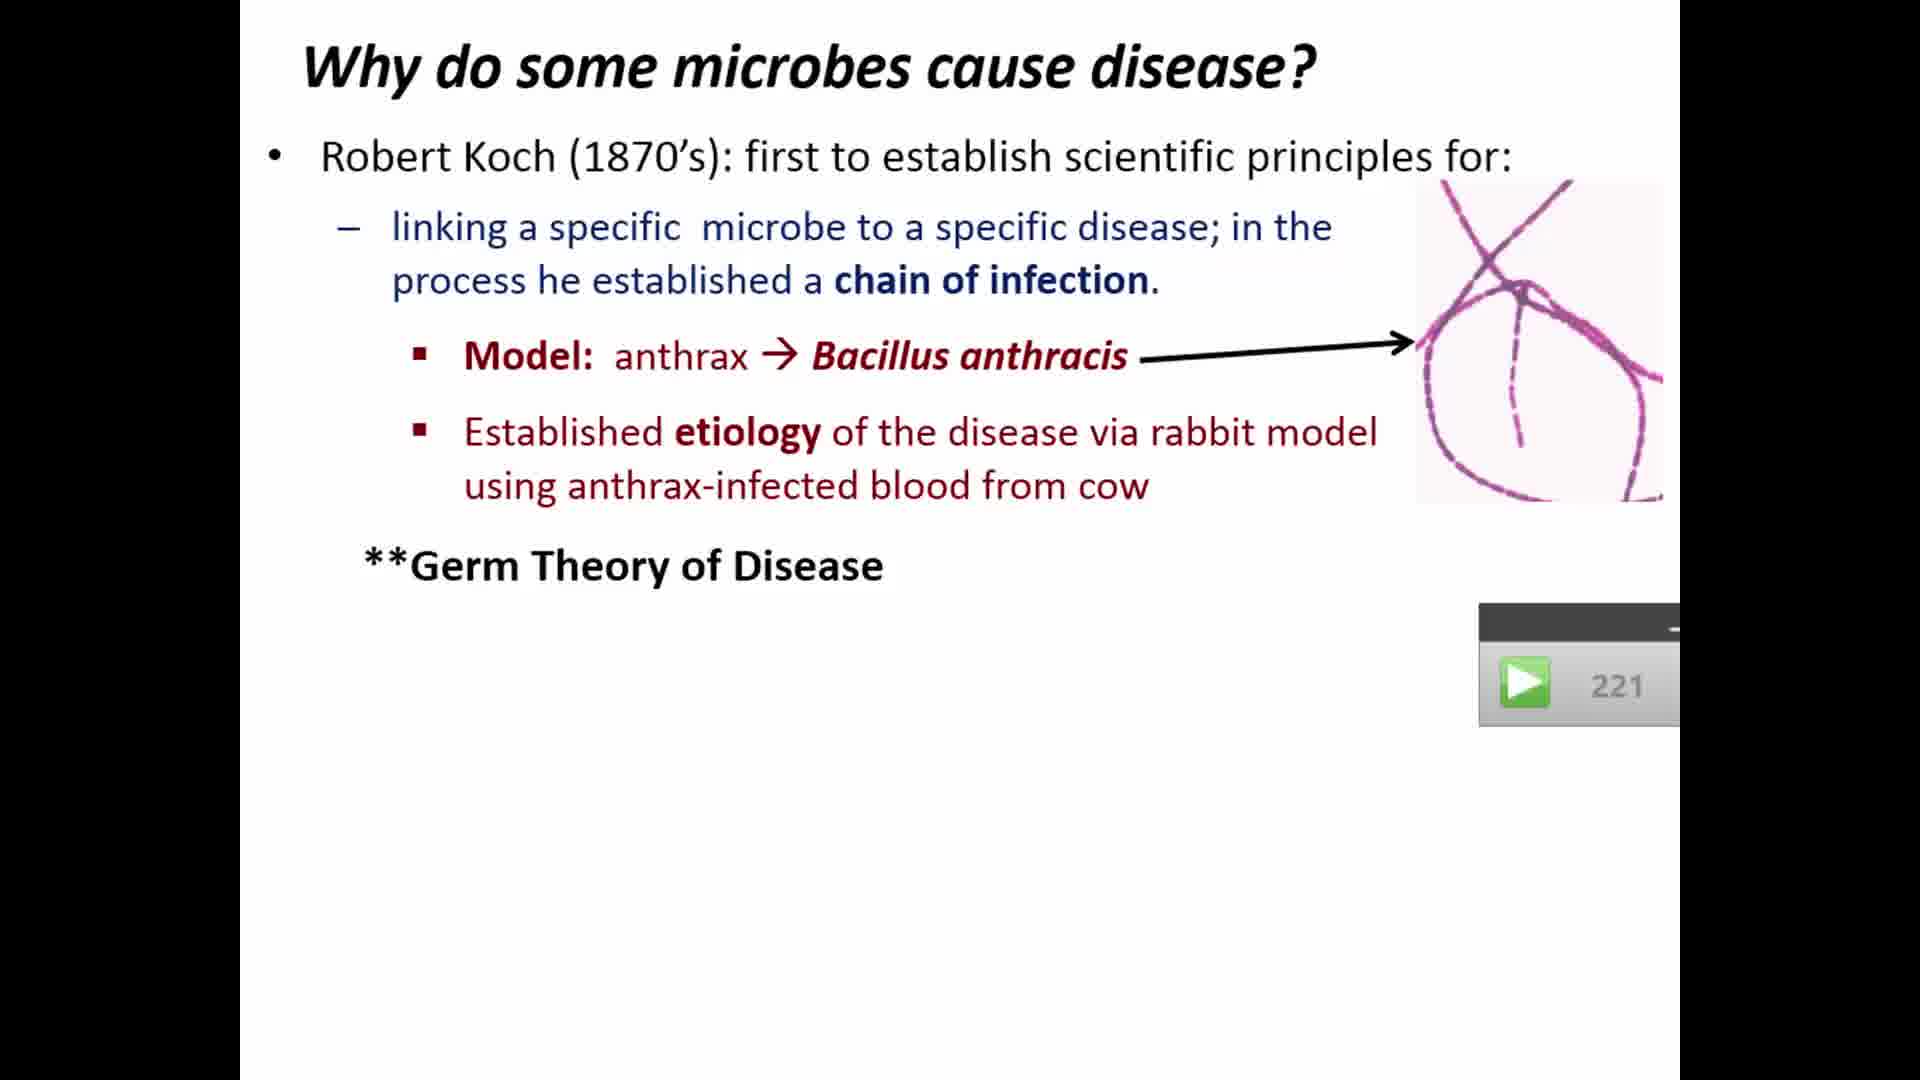 Why do some microbes cause disease?
• Robert Koch (1870’s): first to establish scientific principles for:
– linking a specific  microbe to a specific disease; in the
process he established a chain of infection.
▪ Model:  anthrax → Bacillus anthracis
▪ Established etiology of the disease via rabbit model
using anthrax-infected blood from cow
**Germ Theory of Disease
221